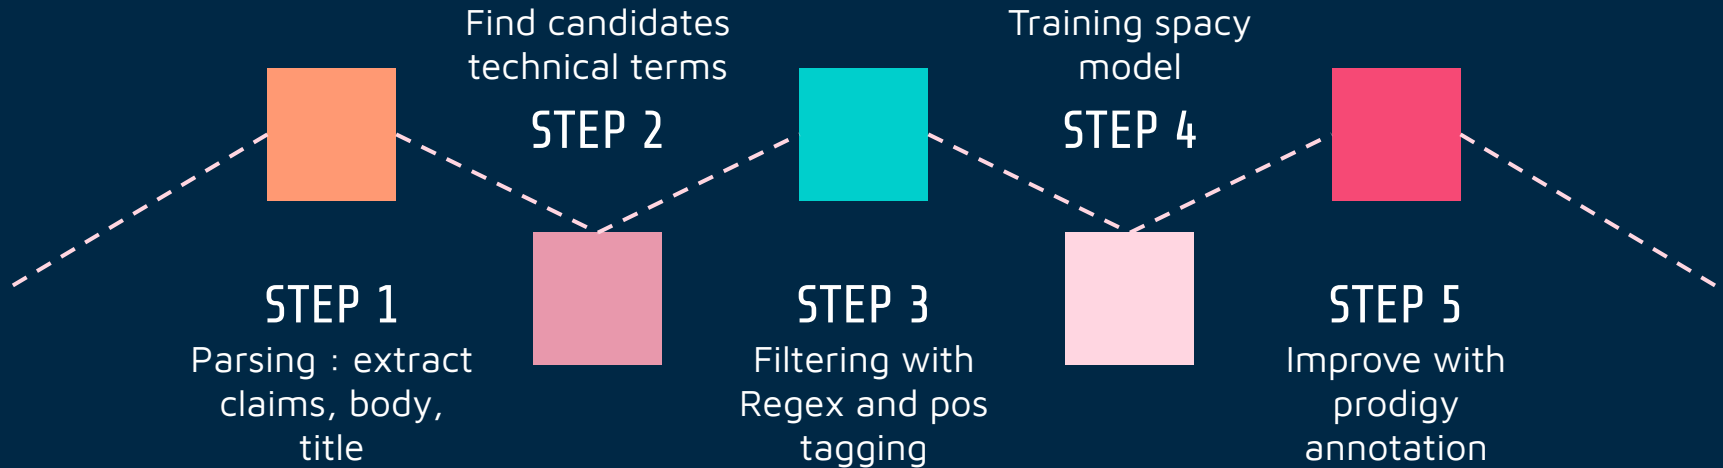 STEP 1
Parsing : extract
claims, body,
title
Find candidates
technical terms
STEP 2
STEP 3
Filtering with
Regex and pos
tagging
Training spacy
model
STEP 4
STEP 5
Improve with
prodigy
annotation